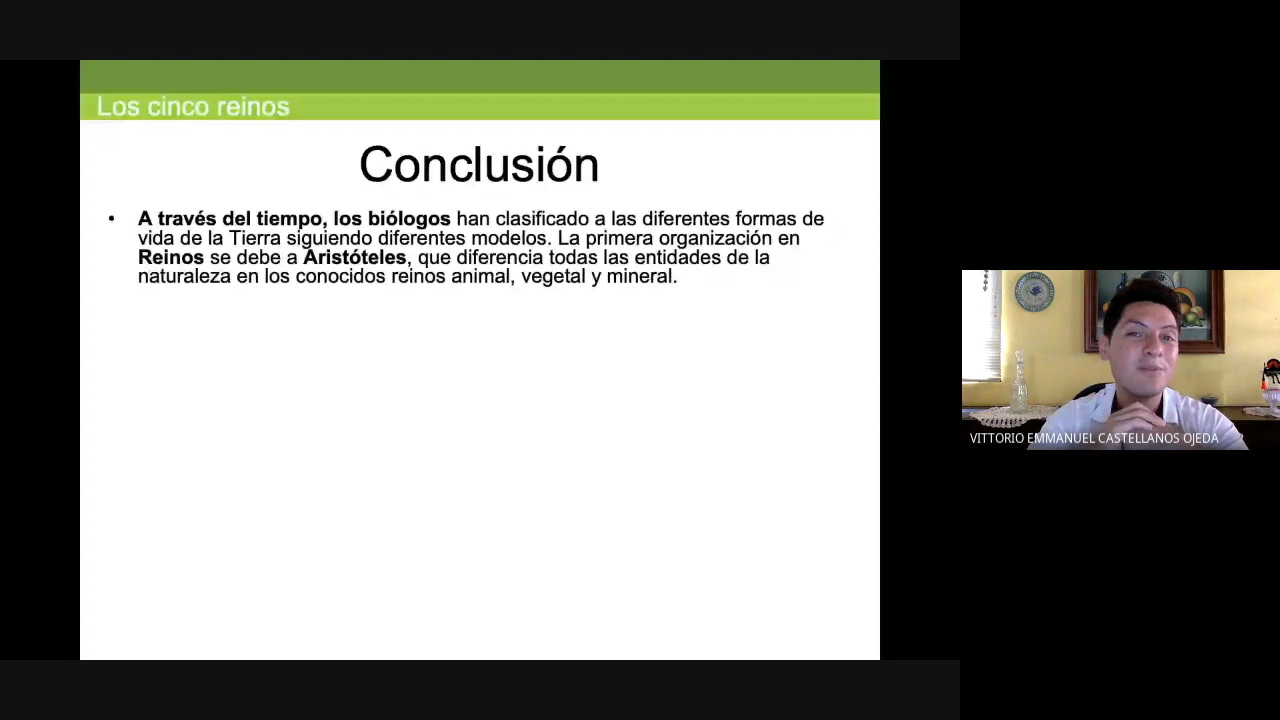 Los cinco reinos
Conclusión
• A través del tiempo, los biólogos han clasificado a las diferentes formas de
vida de la Tierra siguiendo diferentes modelos. La primera organización en
Reinos se debe a Aristóteles, que diferencia todas las entidades de la
naturaleza en los conocidos reinos animal, vegetal y mineral.
VITTORIO EMMANUEL CASTELLANOS OJEDA